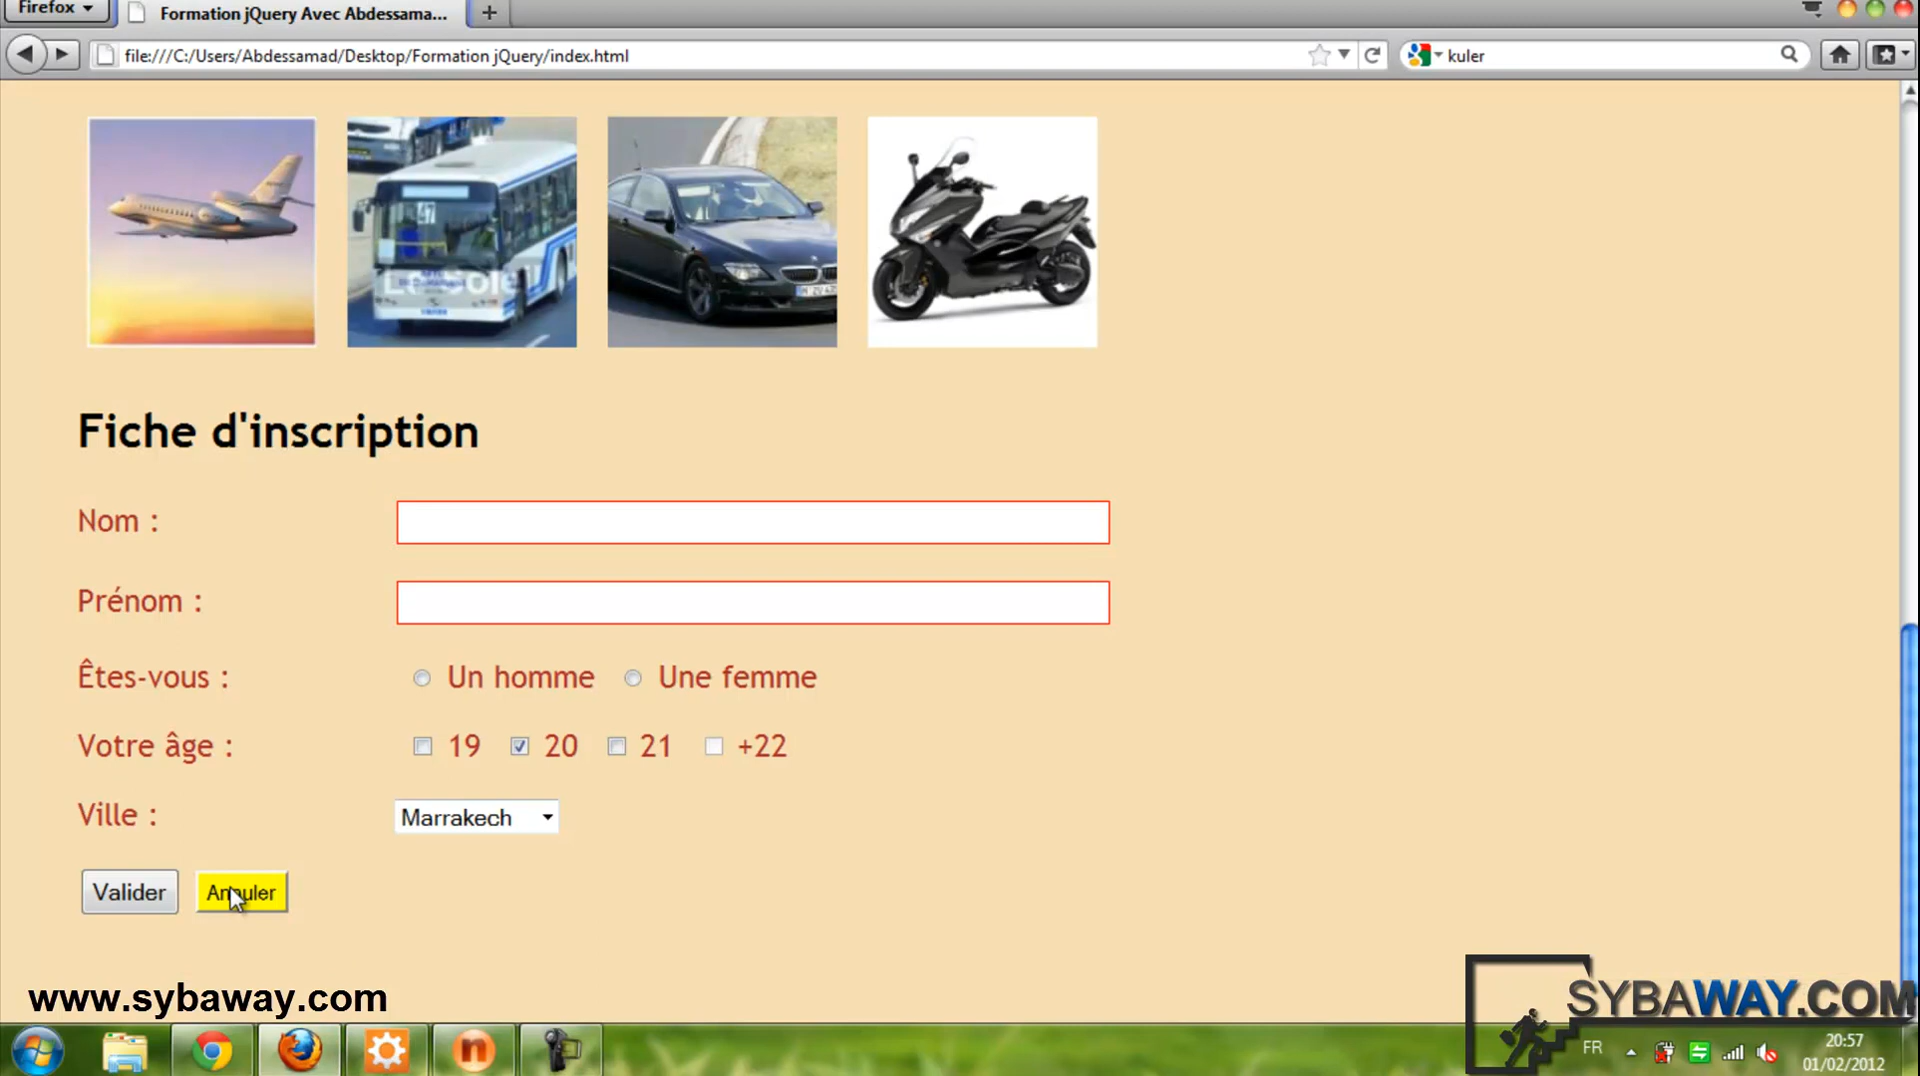 Firefox
Formation jQuery Avec Abdessama...
file:///C:/Users/Abdessamad/Desktop/Formation jQuery/index.html
kuler
Fiche d'inscription
Nom :
Prénom :
Êtes-vous :
Un homme
Une femme
Votre âge :
19
20
21
+22
Ville :
Marrakech
Valider
Annuler
www.sybaway.com
SYBAWAY.COM
FR
20:57
01/02/2012